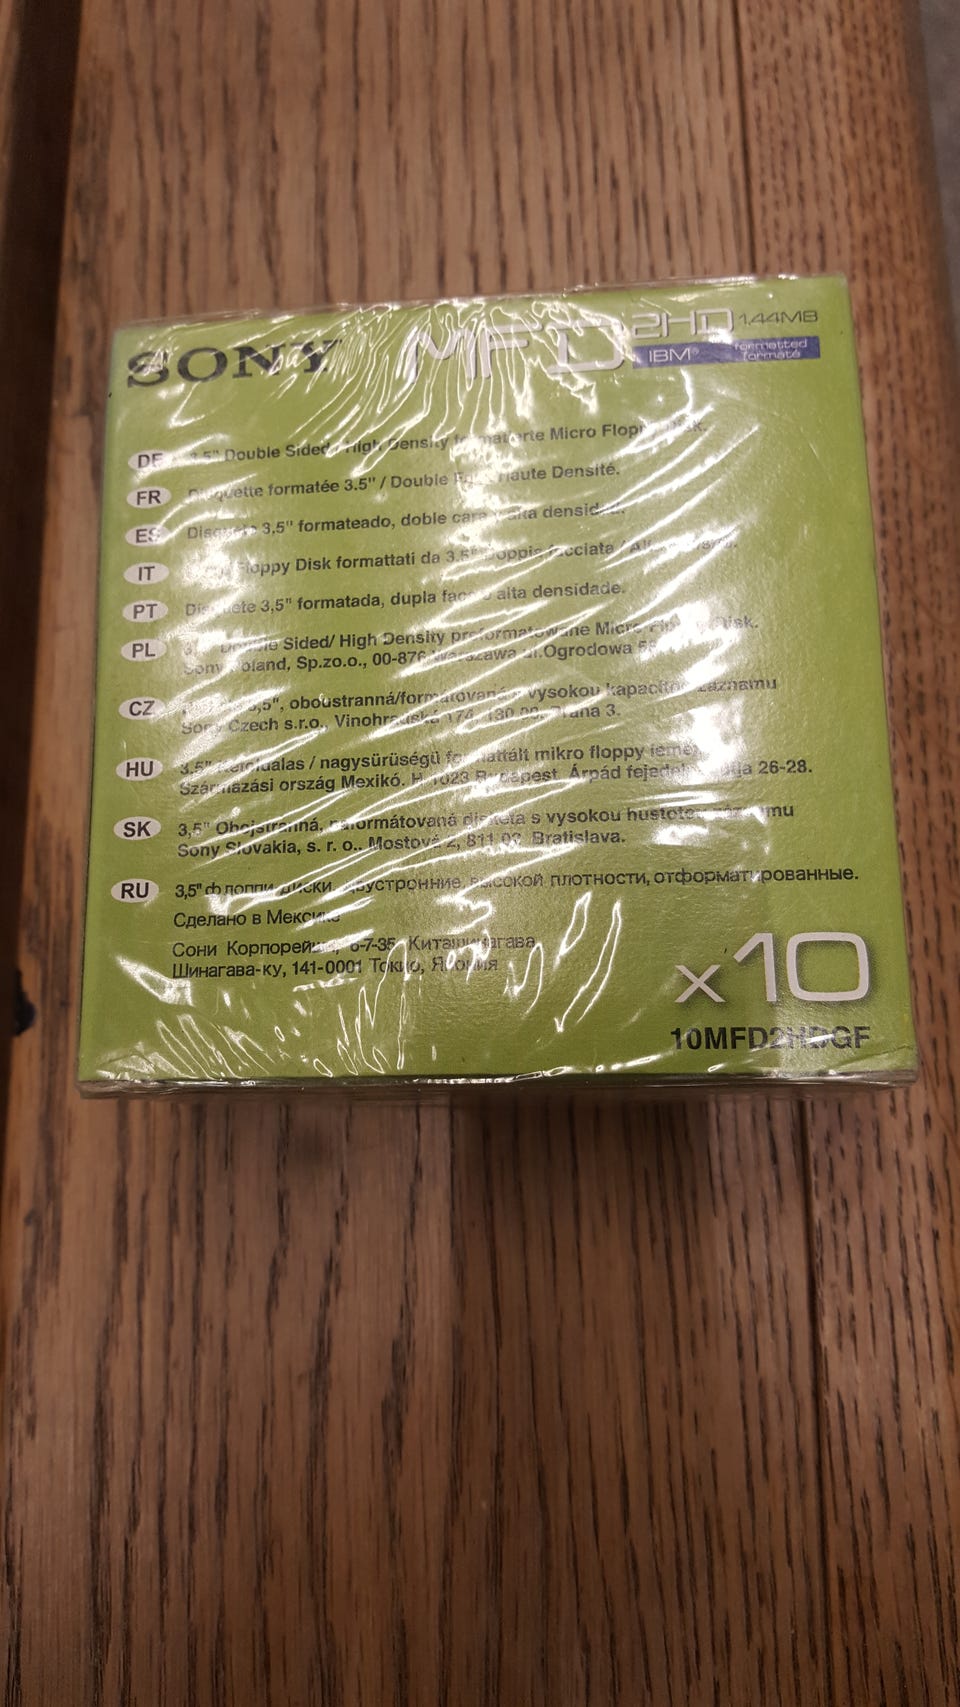 SONY MFD 2HD 1.44MB
IBM® formatted
formaté
DE 3.5" Double Sided / High Density formatierte Micro Floppy Disk.
FR Disquette formatée 3.5" / Double Face Haute Densité.
ES Disquete 3,5" formateado, doble cara y alta densidad.
IT Floppy Disk formattati da 3.5" doppia facciata /
PT Disquete 3,5" formatada, dupla face e alta densidade.
PL Double Sided/ High Density preformatowane Micro Floppy Disk.
Sony Poland, Sp.zo.o., 00-876 Warszawa ul.Ogrodowa
CZ 3,5", oboustranná/formátovaná s vysokou kapacitou záznamu
Sony Czech s.r.o., Vinohradská 174, 130 00, Praha 3.
HU 3.5" / nagysürüségü formattált mikro floppy
Származási ország Mexikó. H-1023 Budapest, Árpád fejedelem útja 26-28.
SK 3,5" Obojstranná, naformátovaná disketa s vysokou hustotou záznamu
Sony Slovakia, s. r. o., Mostová 2, 811 02, Bratislava.
RU 3,5" флоппи диски, двустронние, высокой плотности, отформатированные.
Сделано в Мексике
Сони Корпорейшн, 6-7-35, Киташинагава
Шинагава-ку, 141-0001 Токио, Япония
x10
10MFD2HDGF